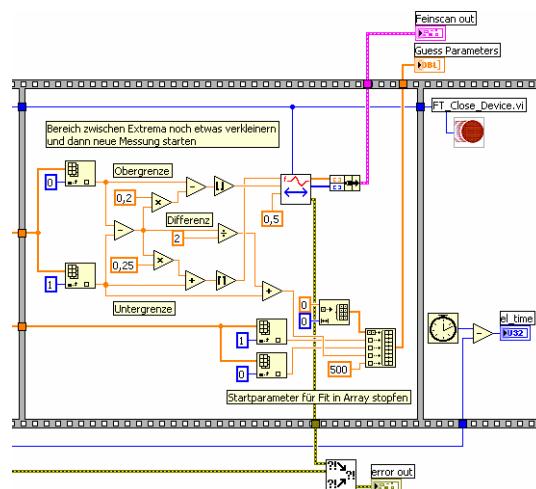 Feinscan out
Guess Parameters
DBL
FT_Close_Device.vi
Bereich zwischen Extrema noch etwas verkleinern
und dann neue Messung starten
Obergrenze
0
0,2
Differenz
2
0,5
0,25
1
Untergrenze
0
0
el_time
U32
1
0
500
Startparameter für Fit in Array stopfen
?!
?!
?!
error out